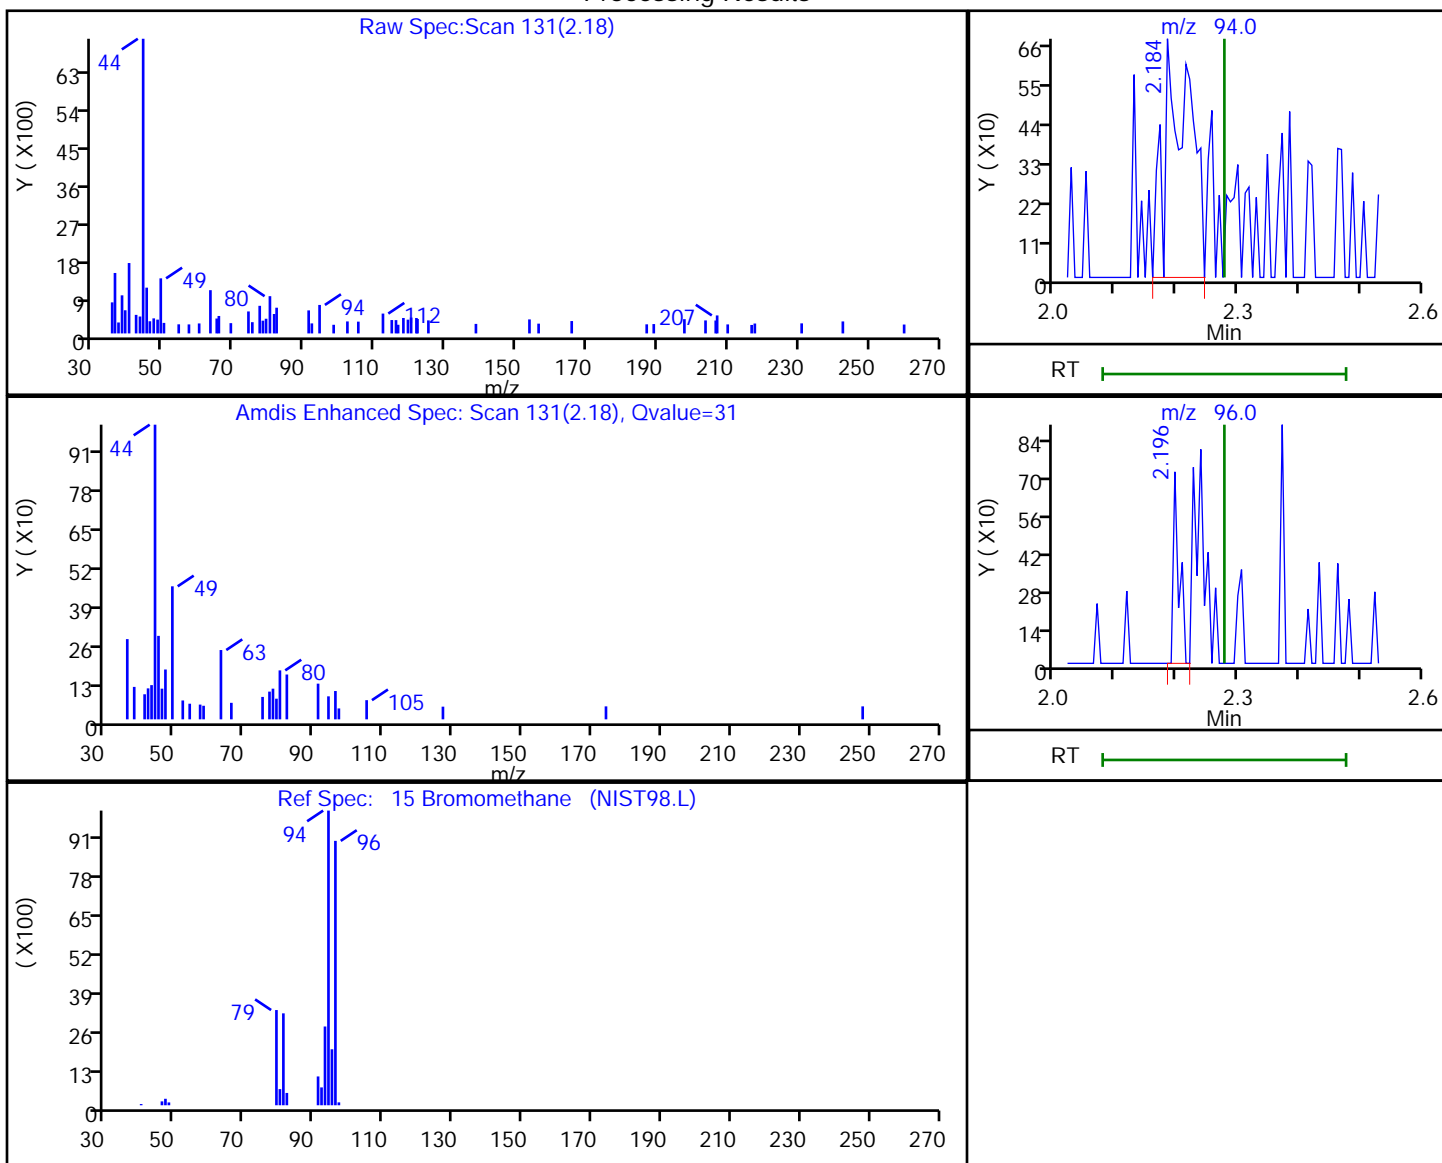 Processing Results
Raw Spec:Scan 131(2.18)
Y ( X100)
63
54
45
36
27
18
9
0
44
49
80
94
112
207
30 50 70 90 110 130 150 170 190 210 230 250 270
m/z
m/z 94.0
Y ( X10)
66
55
44
33
22
11
0
2.184
2.0 2.3 2.6
Min
RT
Amdis Enhanced Spec: Scan 131(2.18), Qvalue=31
Y ( X10)
91
78
65
52
39
26
13
0
44
49
63
80
105
30 50 70 90 110 130 150 170 190 210 230 250 270
m/z
m/z 96.0
Y ( X10)
84
70
56
42
28
14
0
2.196
2.0 2.3 2.6
Min
RT
Ref Spec: 15 Bromomethane (NIST98.L)
( X100)
91
78
65
52
39
26
13
0
94
96
79
30 50 70 90 110 130 150 170 190 210 230 250 270